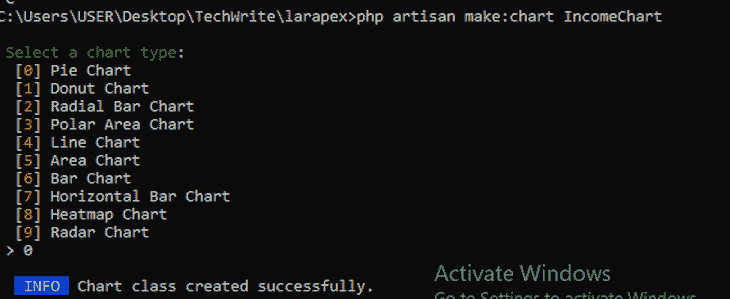 C:\Users\USER\Desktop\TechWrite\larapex>php artisan make:chart IncomeChart
Select a chart type:
[0] Pie Chart
[1] Donut Chart
[2] Radial Bar Chart
[3] Polar Area Chart
[4] Line Chart
[5] Area Chart
[6] Bar Chart
[7] Horizontal Bar Chart
[8] Heatmap Chart
[9] Radar Chart
> 0
INFO Chart class created successfully.
Activate Windows
Go to Settings to activate Windows